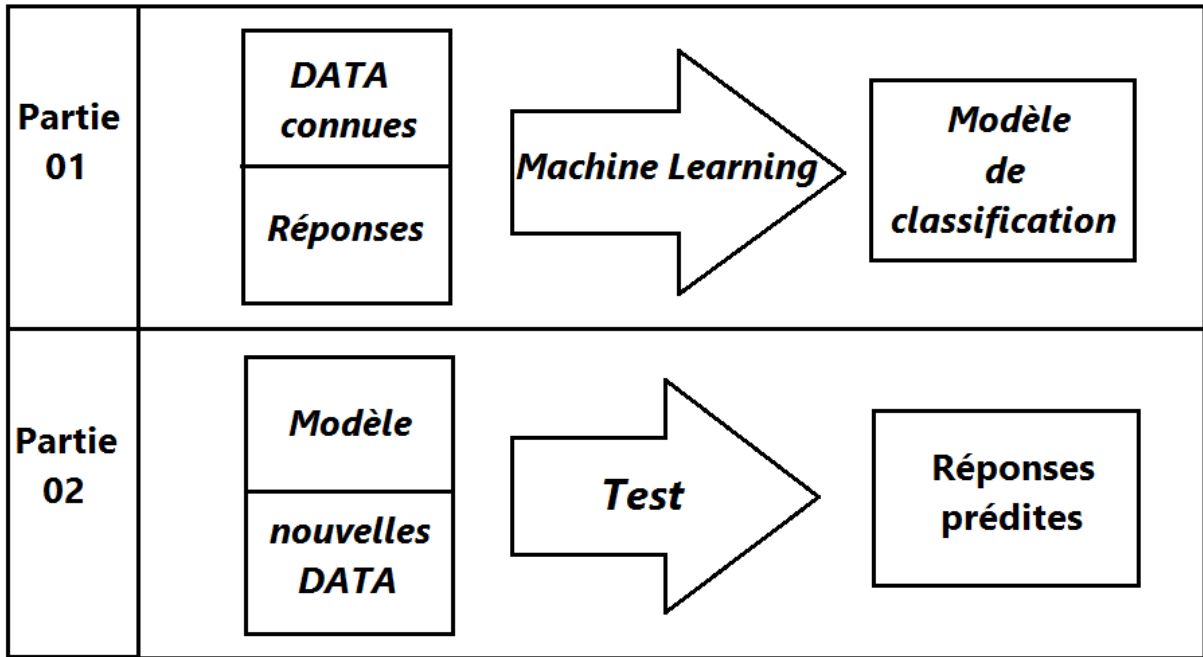 Partie
01
DATA
connues
Réponses
Machine Learning
Modèle
de
classification
Partie
02
Modèle
nouvelles
DATA
Test
Réponses
prédites